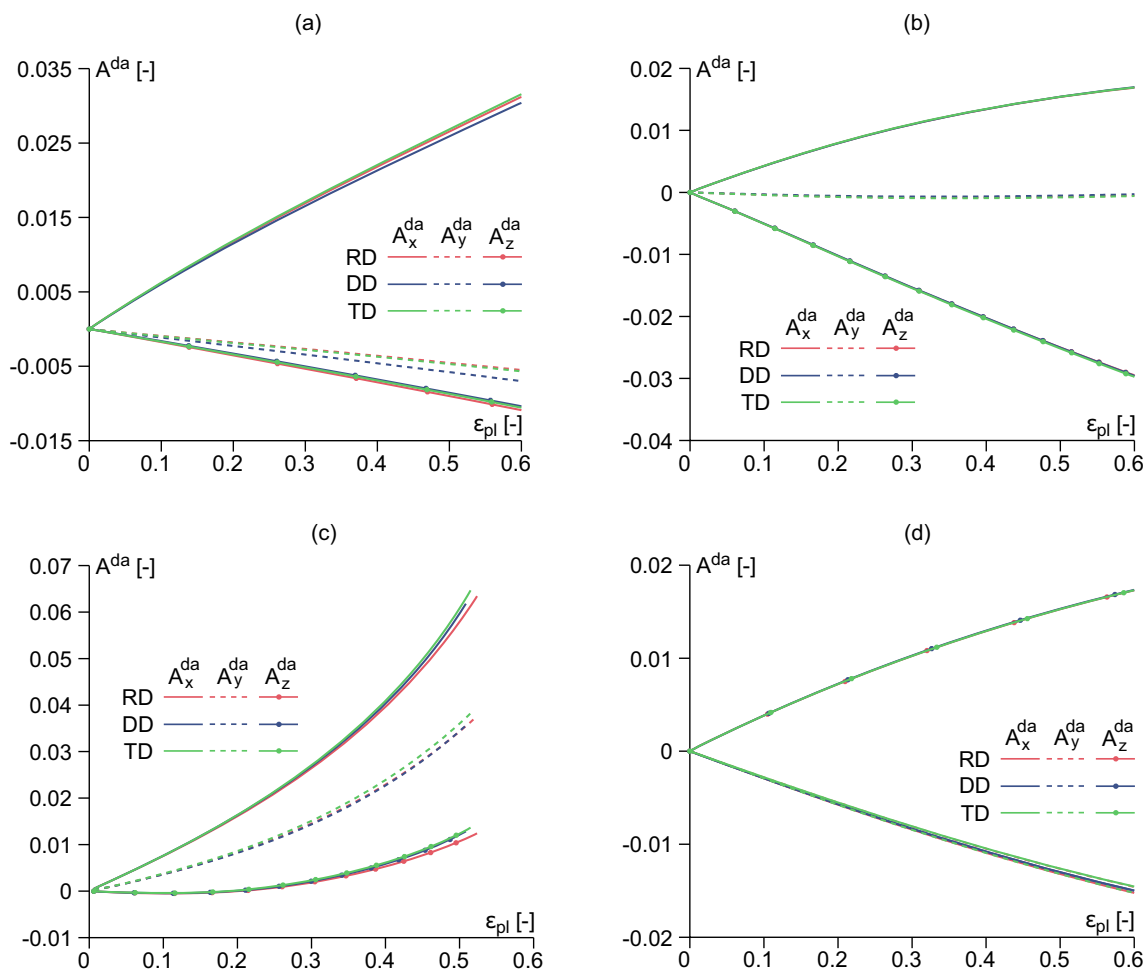 (a)
A^da [-]
0.035
0.025
0.015
0.005
-0.005
-0.015
A_x^da A_y^da A_z^da
RD
DD
TD
ε_pl [-]
0 0.1 0.2 0.3 0.4 0.5 0.6
(b)
A^da [-]
0.02
0.01
0
-0.01
-0.02
-0.03
-0.04
A_x^da A_y^da A_z^da
RD
DD
TD
ε_pl [-]
0 0.1 0.2 0.3 0.4 0.5 0.6
(c)
A^da [-]
0.07
0.06
0.05
0.04
0.03
0.02
0.01
0
-0.01
A_x^da A_y^da A_z^da
RD
DD
TD
ε_pl [-]
0 0.1 0.2 0.3 0.4 0.5 0.6
(d)
A^da [-]
0.02
0.01
0
-0.01
-0.02
A_x^da A_y^da A_z^da
RD
DD
TD
ε_pl [-]
0 0.1 0.2 0.3 0.4 0.5 0.6